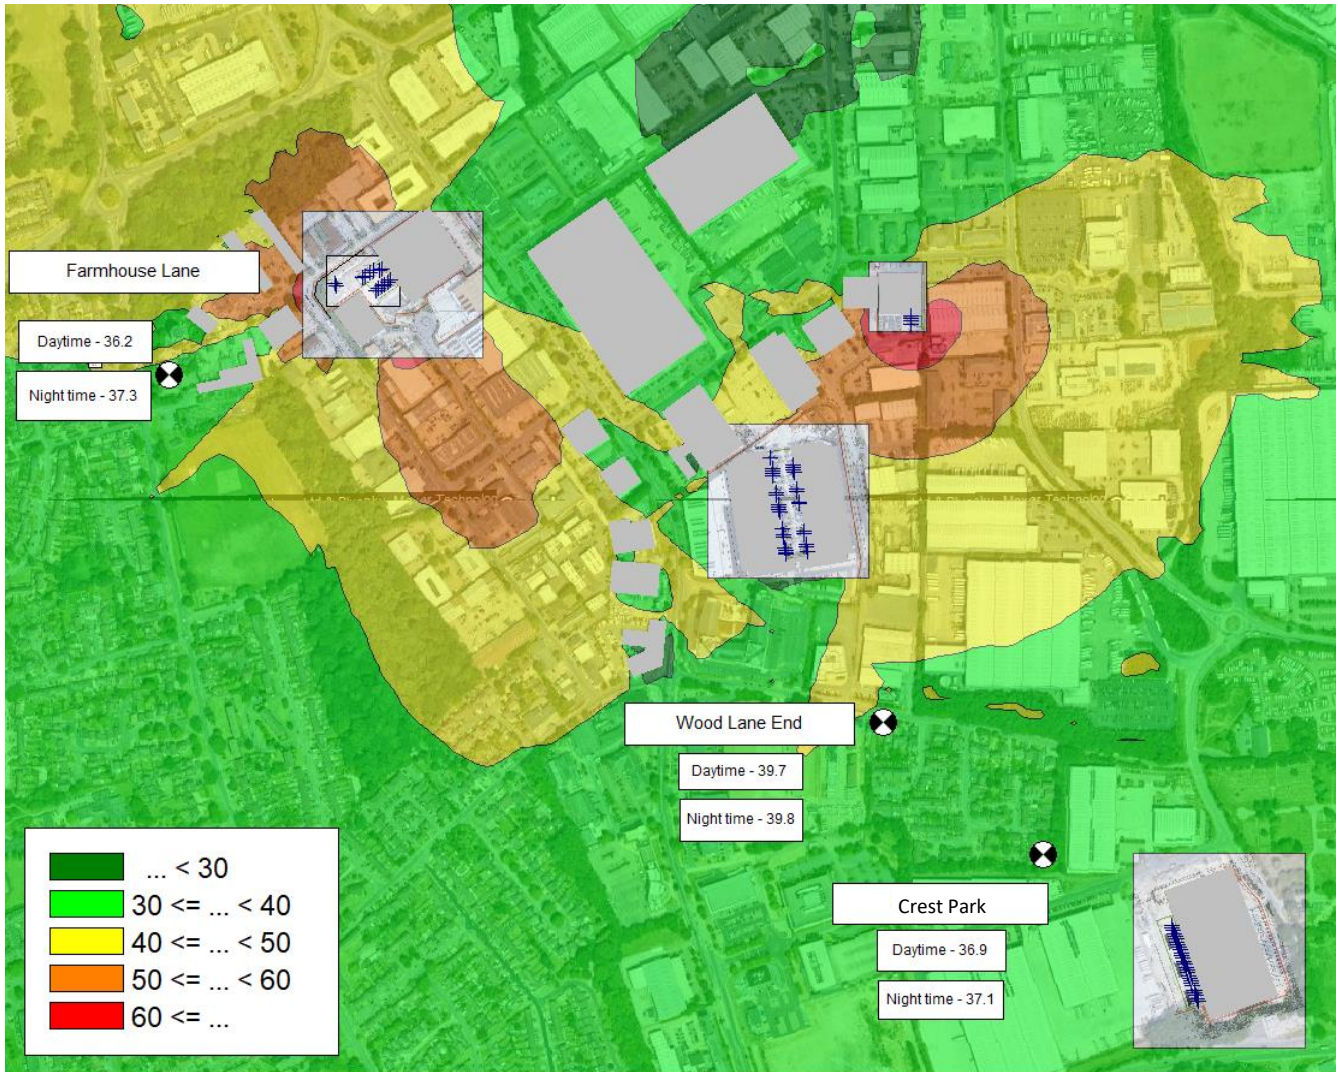 Farmhouse Lane
Daytime - 36.2
Night time - 37.3
Wood Lane End
Daytime - 39.7
Night time - 39.8
Crest Park
Daytime - 36.9
Night time - 37.1
... < 30
30 <= ... < 40
40 <= ... < 50
50 <= ... < 60
60 <= ...